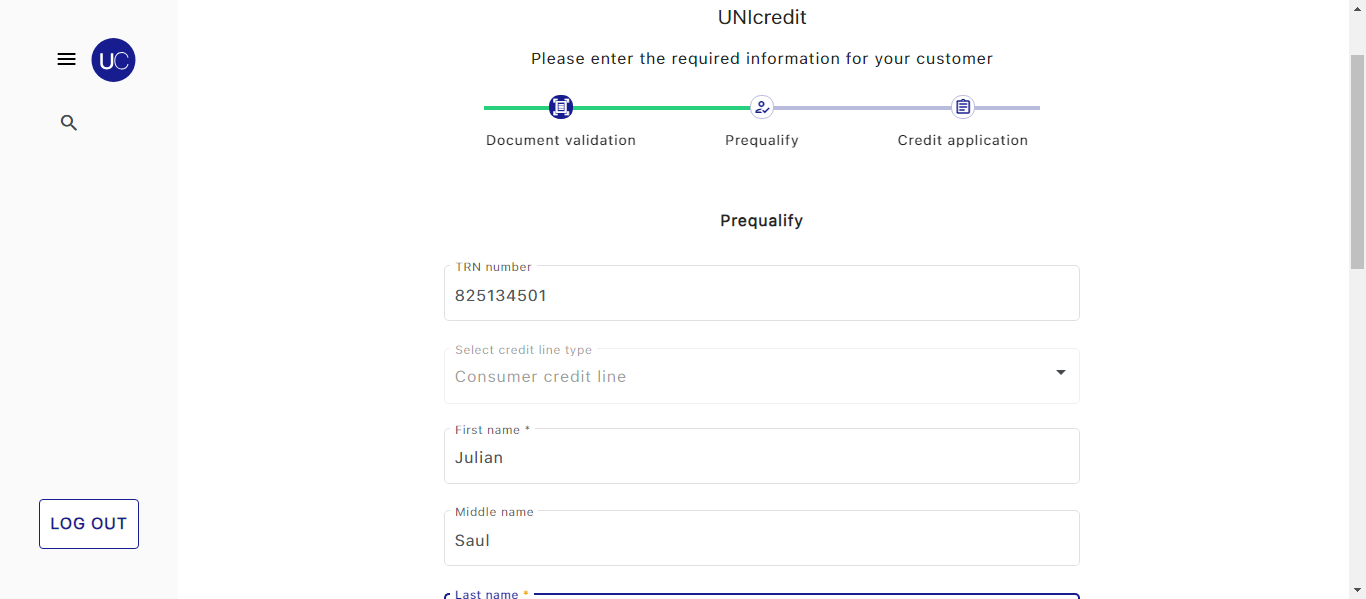 UNIcredit
UC
Please enter the required information for your customer
Document validation
Prequalify
Credit application
Prequalify
TRN number
825134501
Select credit line type
Consumer credit line
First name *
Julian
Middle name
Saul
LOG OUT
Last name *